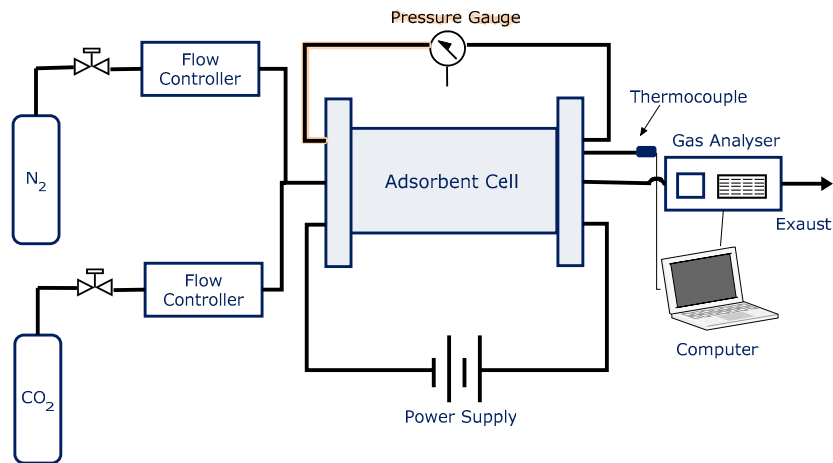 Pressure Gauge
Flow
Controller
Thermocouple
Gas Analyser
N2
Adsorbent Cell
Exaust
Flow
Controller
Computer
CO2
Power Supply